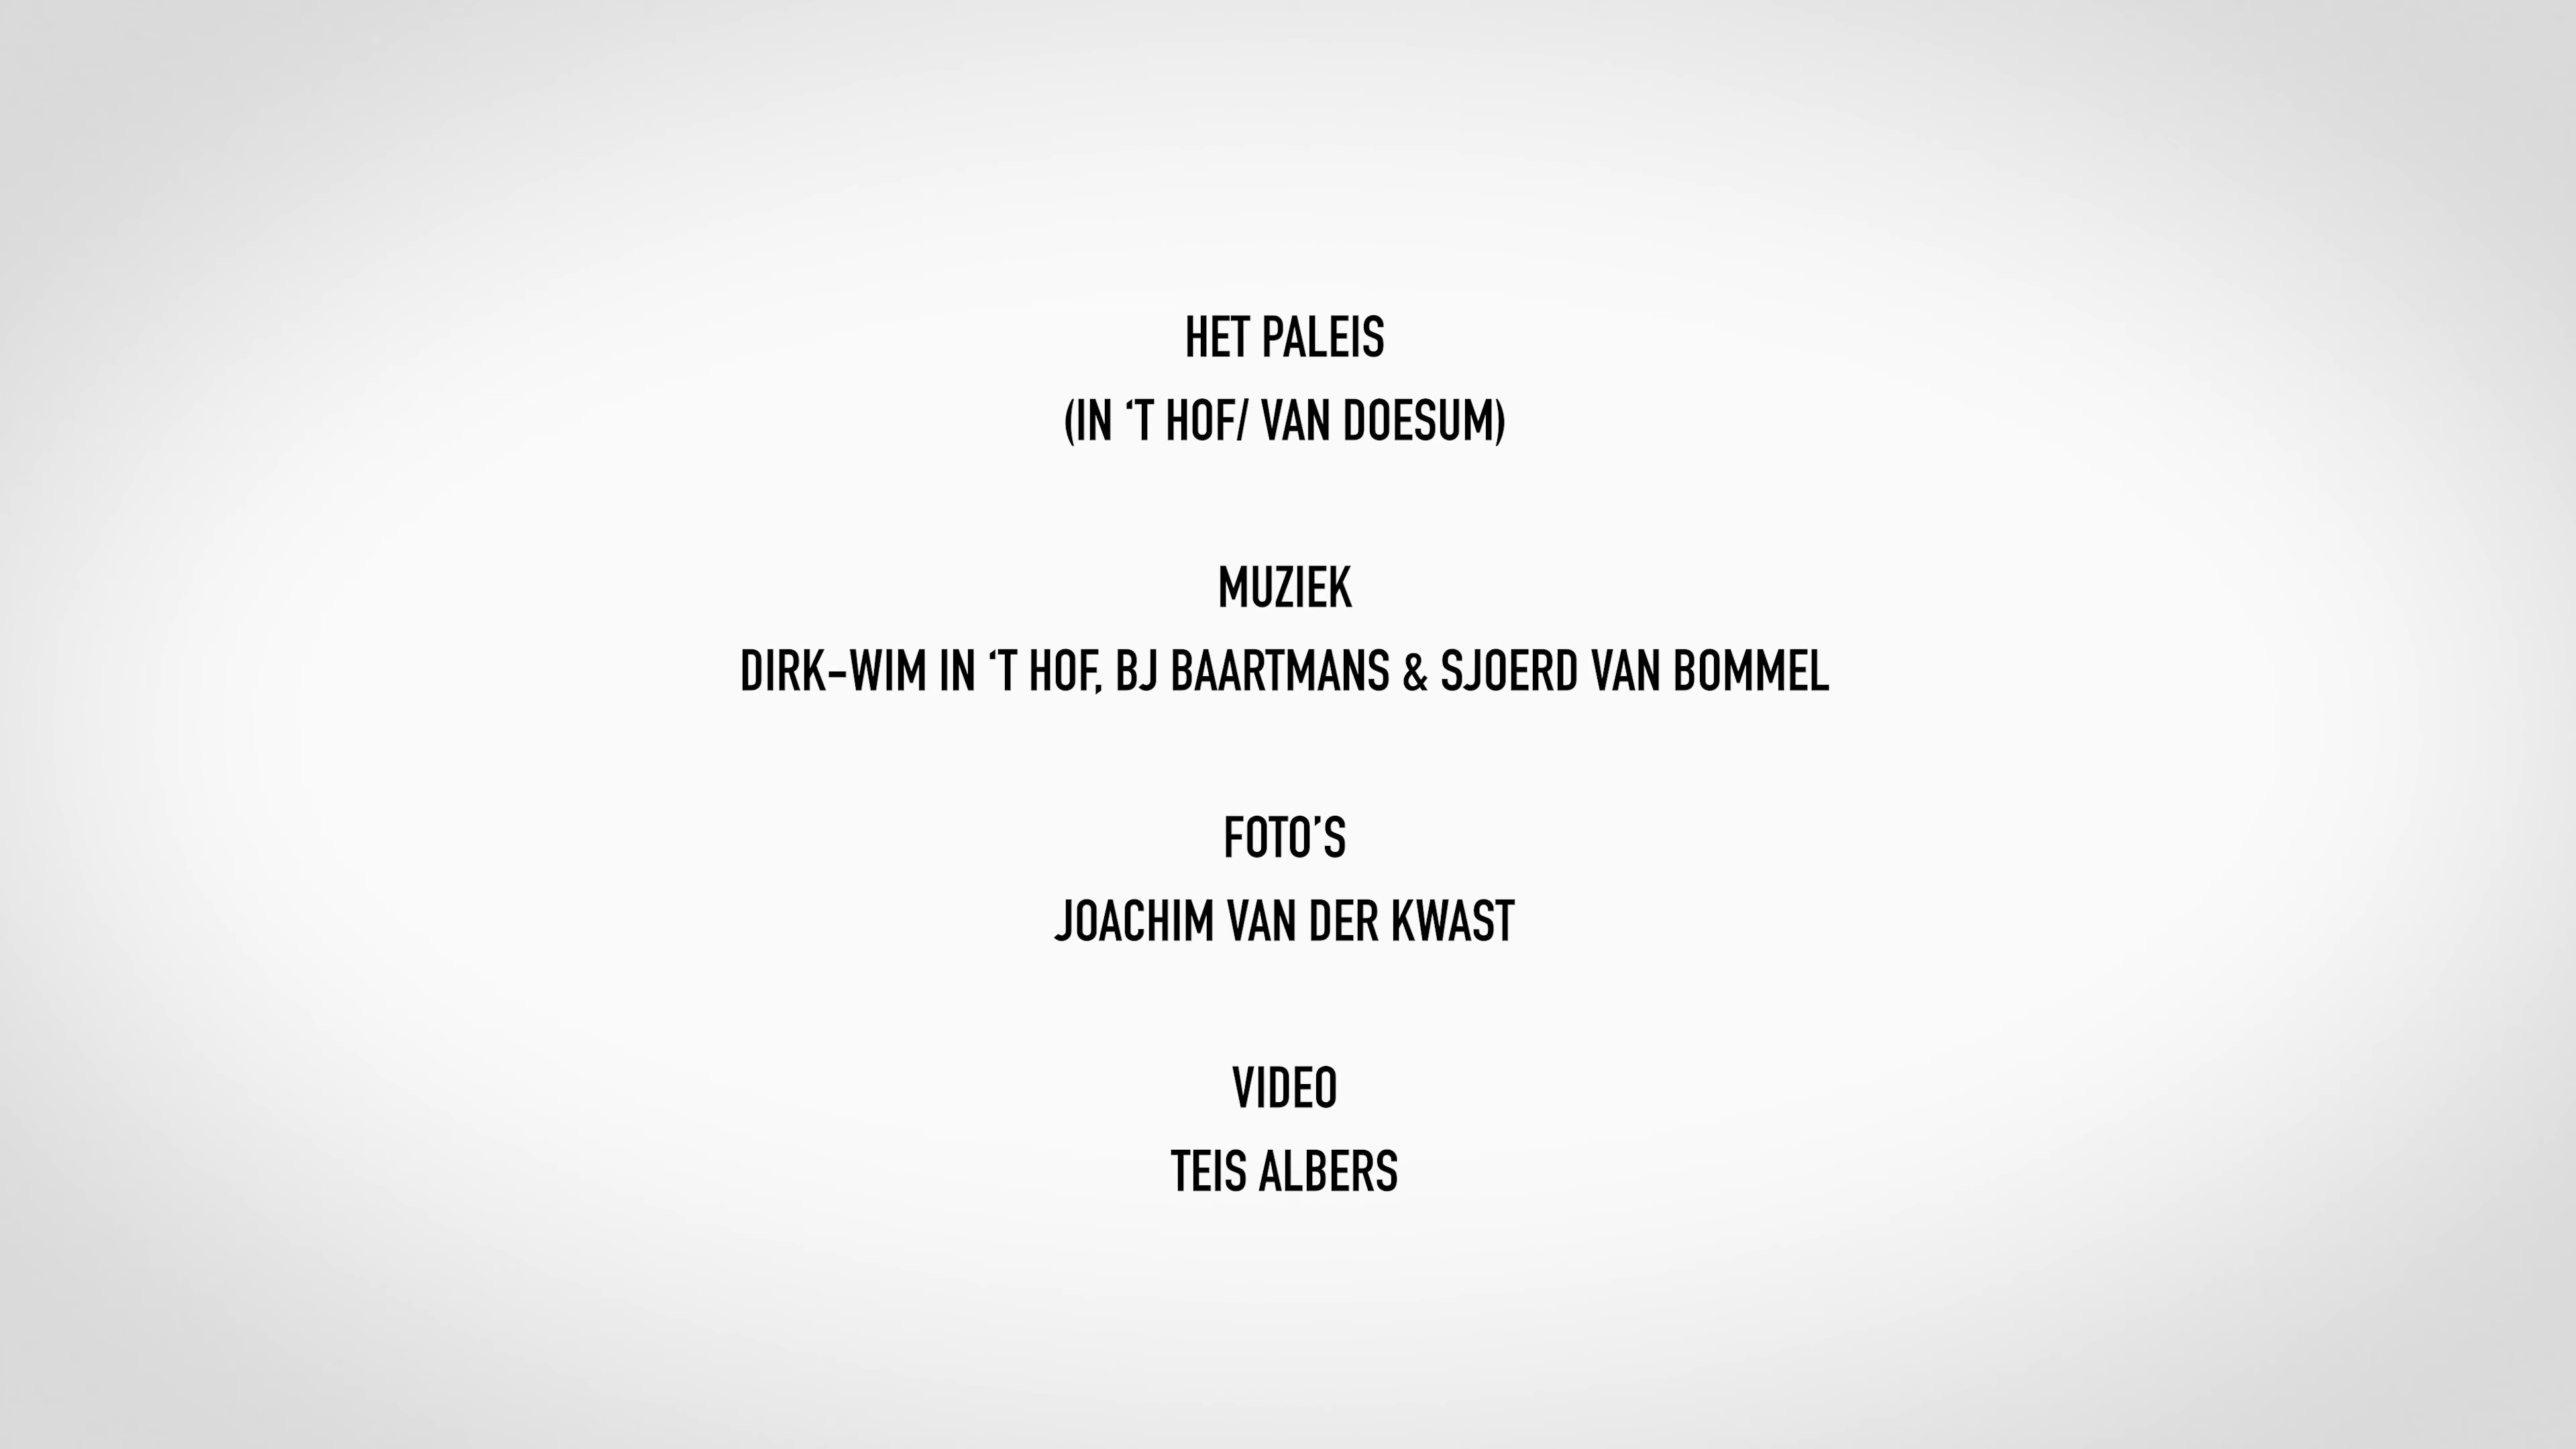 HET PALEIS
(IN ‘T HOF/ VAN DOESUM)
MUZIEK
DIRK-WIM IN ‘T HOF, BJ BAARTMANS & SJOERD VAN BOMMEL
FOTO’S
JOACHIM VAN DER KWAST
VIDEO
TEIS ALBERS